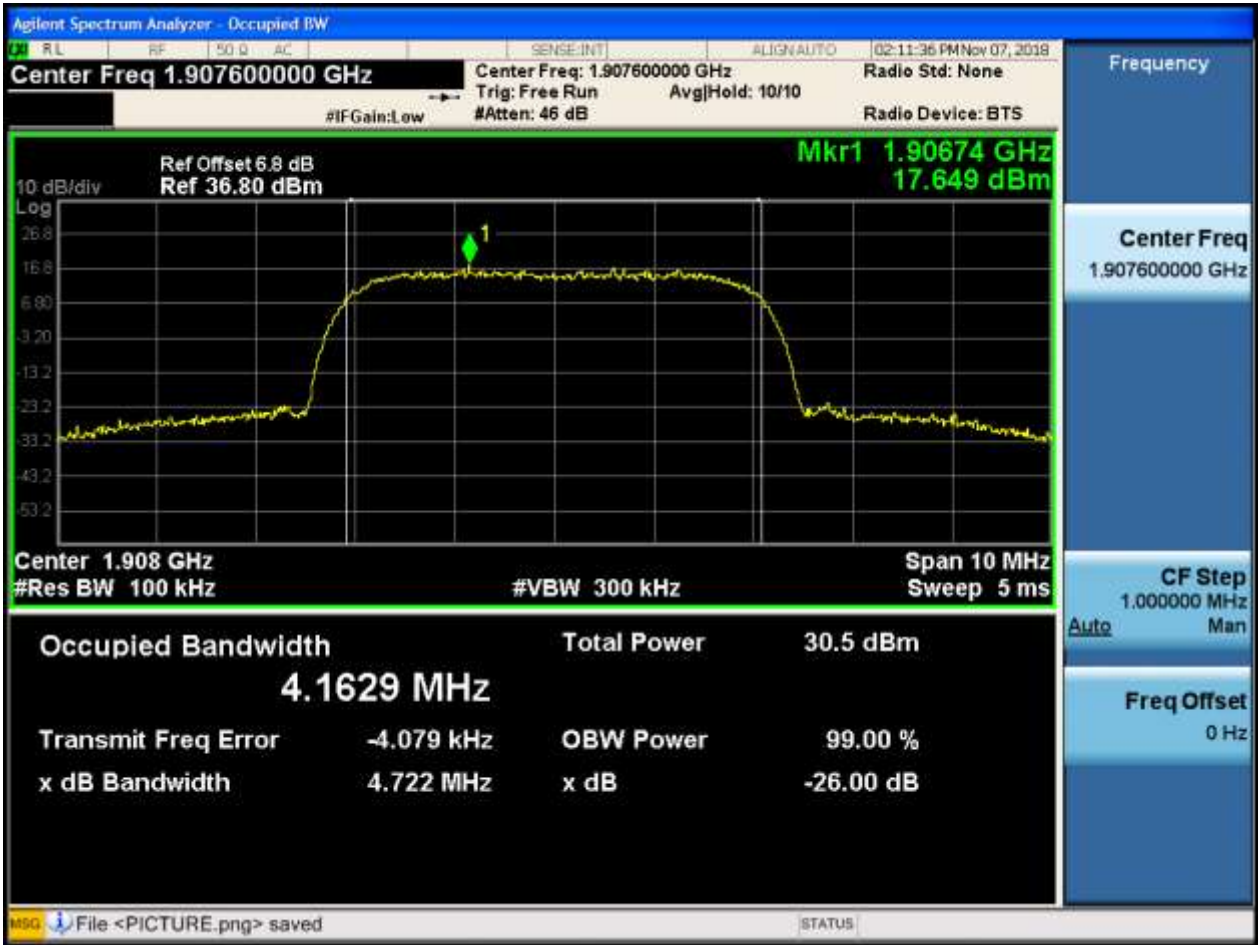 Agilent Spectrum Analyzer - Occupied BW
RL RF 50 Ω AC SENSE:INT ALIGN AUTO 02:11:36 PM Nov 07, 2018
Center Freq 1.907600000 GHz
Center Freq: 1.907600000 GHz
Radio Std: None
Trig: Free Run Avg|Hold: 10/10
#IFGain:Low #Atten: 46 dB Radio Device: BTS
Frequency
Mkr1 1.90674 GHz
17.649 dBm
Ref Offset 6.8 dB
10 dB/div Ref 36.80 dBm
Log
26.8
16.8
6.80
-3.20
-13.2
-23.2
-33.2
-43.2
-53.2
1
Center 1.908 GHz Span 10 MHz
#Res BW 100 kHz #VBW 300 kHz Sweep 5 ms
Occupied Bandwidth Total Power 30.5 dBm
4.1629 MHz
Transmit Freq Error -4.079 kHz OBW Power 99.00 %
x dB Bandwidth 4.722 MHz x dB -26.00 dB
Center Freq
1.907600000 GHz
CF Step
1.000000 MHz
Auto Man
Freq Offset
0 Hz
MSG File <PICTURE.png> saved STATUS